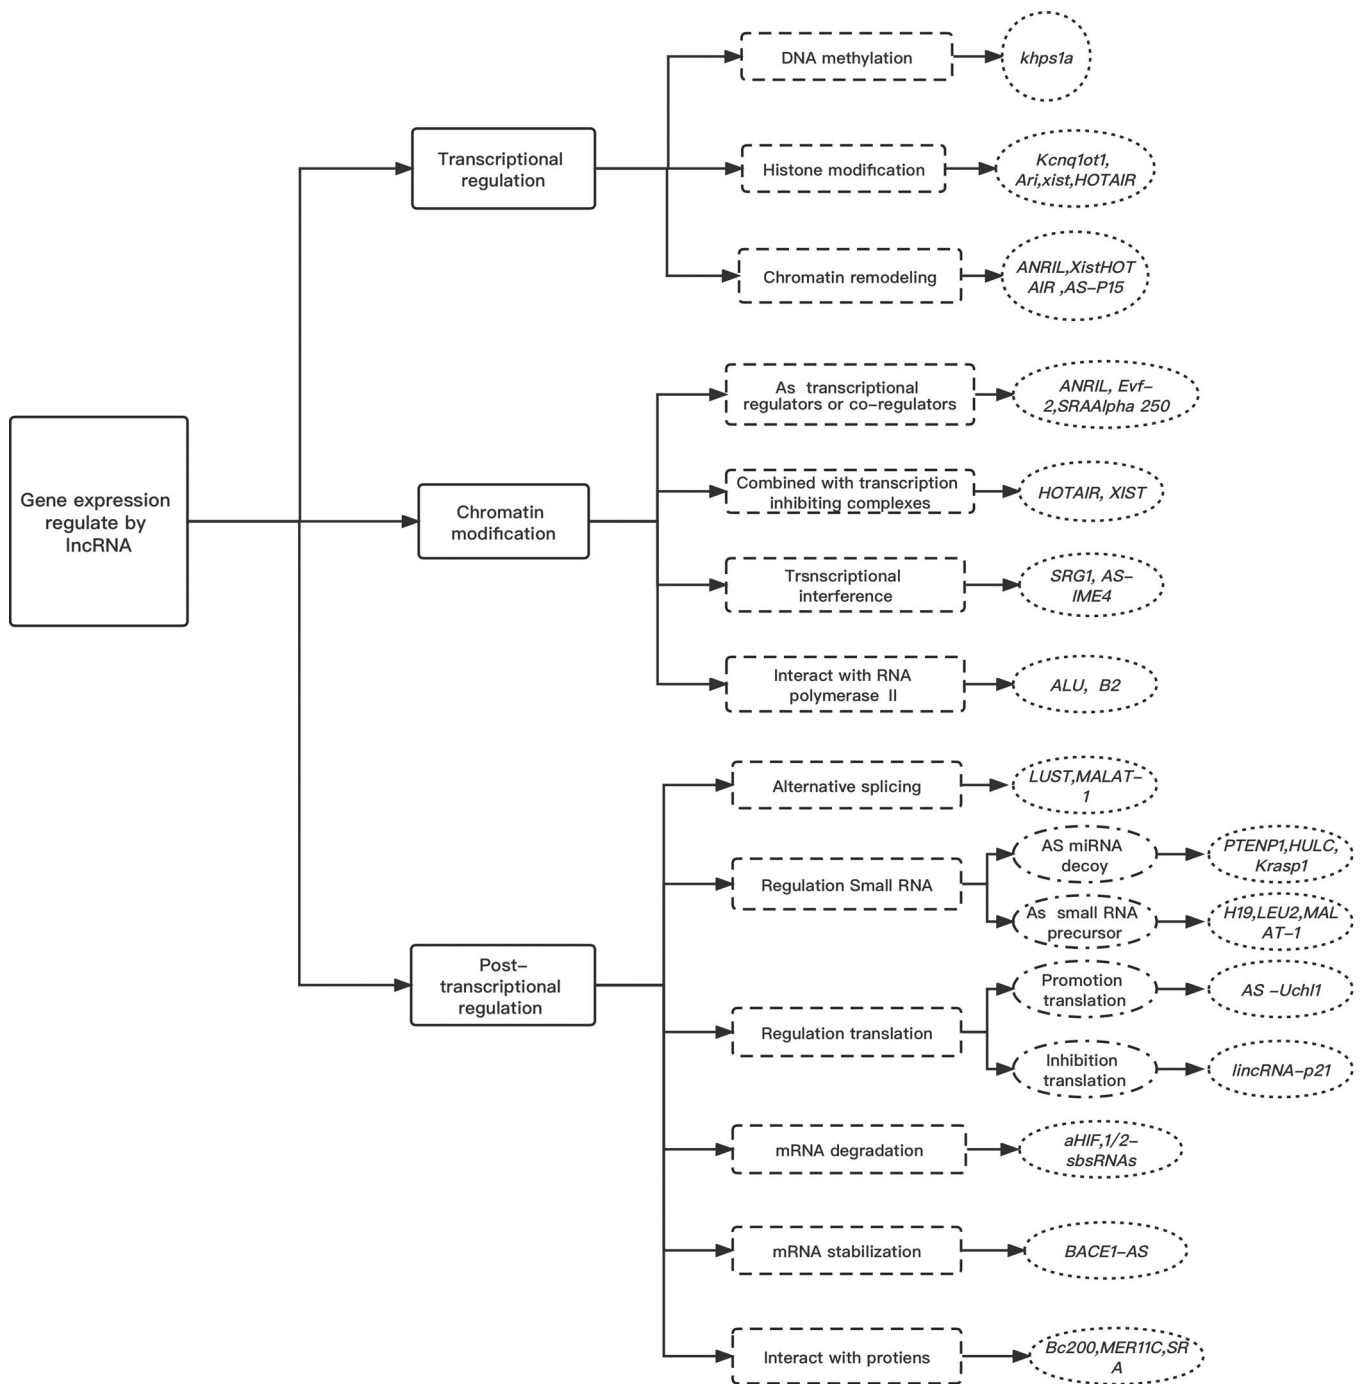 Gene expression
regulate by
lncRNA
Transcriptional
regulation
DNA methylation
khps1a
Histone modification
Kcnq1ot1,
Ari,xist,HOTAIR
Chromatin remodeling
ANRIL,XistHOT
AIR ,AS-P15
Chromatin
modification
As transcriptional
regulators or co-regulators
ANRIL, Evf-
2,SRAAlpha 250
Combined with transcription
inhibiting complexes
HOTAIR, XIST
Trsnscriptional
interference
SRG1, AS-
IME4
Interact with RNA
polymerase II
ALU, B2
Post-
transcriptional
regulation
Alternative splicing
LUST,MALAT-
1
Regulation Small RNA
AS miRNA
decoy
PTENP1,HULC,
Krasp1
As small RNA
precursor
H19,LEU2,MAL
AT-1
Regulation translation
Promotion
translation
AS -Uchl1
Inhibition
translation
lincRNA-p21
mRNA degradation
aHIF,1/2-
sbsRNAs
mRNA stabilization
BACE1-AS
Interact with protiens
Bc200,MER11C,SR
A